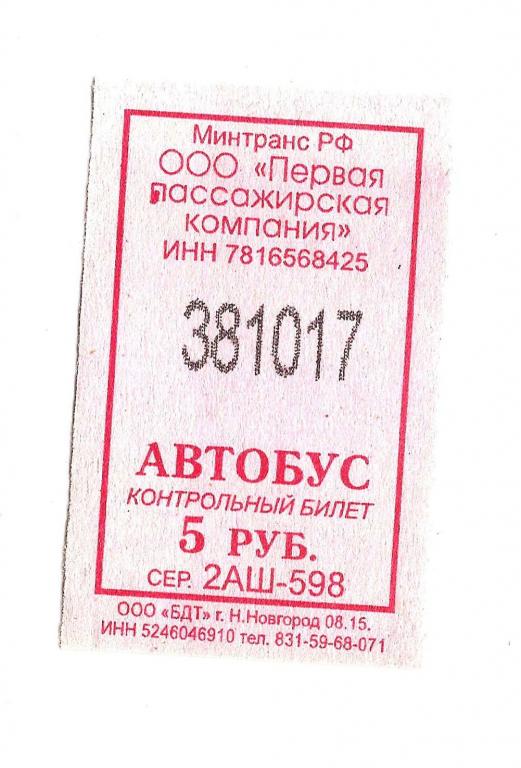 Минтранс РФ
ООО «Первая
пассажирская
компания»
ИНН 7816568425
381017
АВТОБУС
КОНТРОЛЬНЫЙ БИЛЕТ
5 РУБ.
СЕР. 2АШ-598
ООО «БДТ» г. Н.Новгород 08.15.
ИНН 5246046910 тел. 831-59-68-071